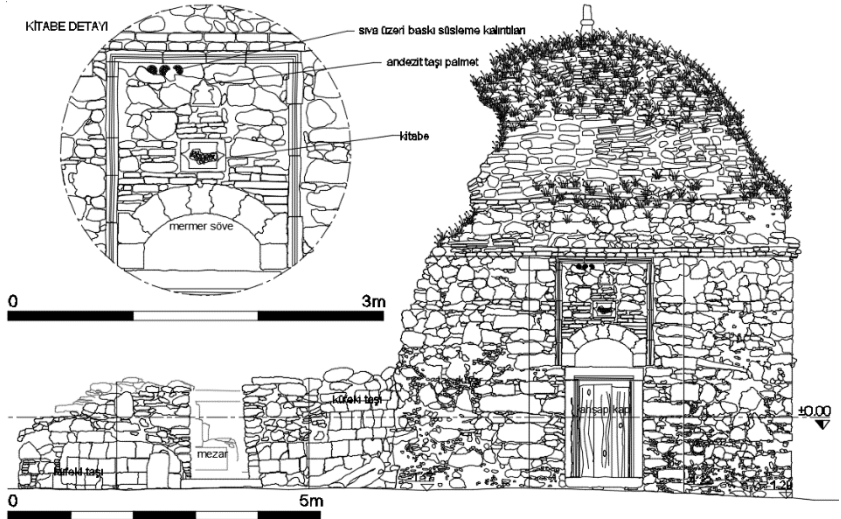 KİTABE DETAYI
sıva üzeri baskı süsleme kalıntıları
andezit taşı palmet
kitabe
mermer söve
0 3m
küfeki taşı
kahşap kapı
±0.00
mezar
küfeki taşı
0 5m